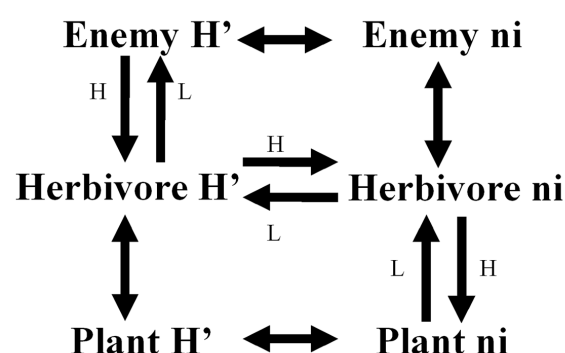 Enemy H’ Enemy ni
H L
H
Herbivore H’ Herbivore ni
L
L H
Plant H’ Plant ni